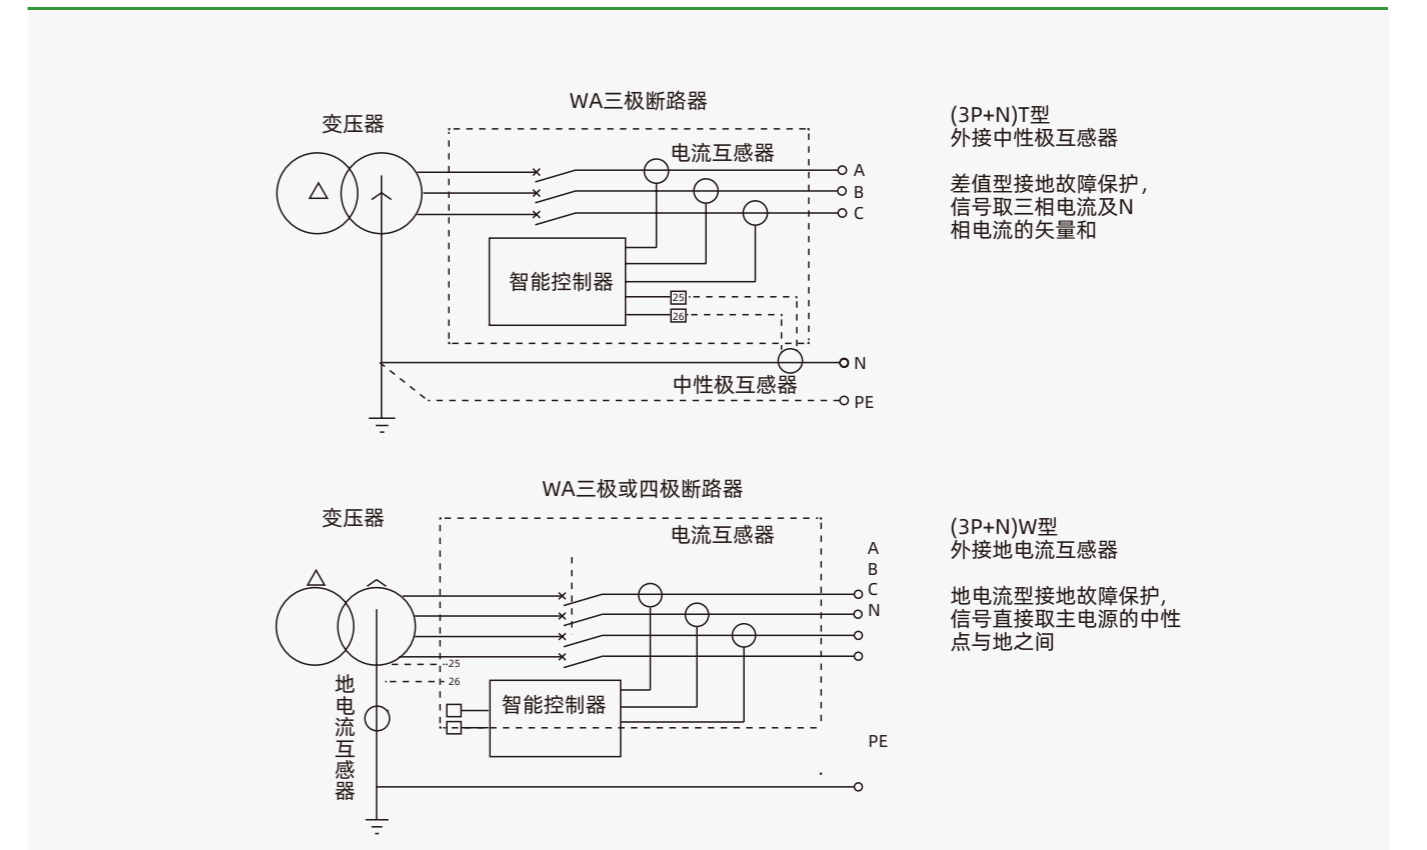 WA三极断路器
变压器
电流互感器
A
B
C
智能控制器
25
26
N
中性极互感器
PE
(3P+N)T型
外接中性极互感器
差值型接地故障保护，
信号取三相电流及N
相电流的矢量和
WA三极或四极断路器
变压器
电流互感器
A
B
C
N
25
26
智能控制器
地电流互感器
PE
(3P+N)W型
外接地电流互感器
地电流型接地故障保护，
信号直接取主电源的中性
点与地之间